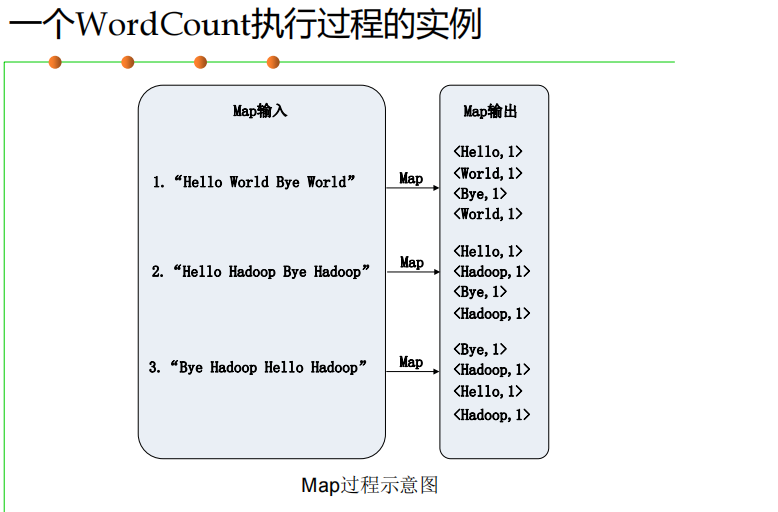 一个WordCount执行过程的实例
Map输入
Map输出
1. “Hello World Bye World”
Map
<Hello,1>
<World,1>
<Bye,1>
<World,1>
2. “Hello Hadoop Bye Hadoop”
Map
<Hello,1>
<Hadoop,1>
<Bye,1>
<Hadoop,1>
3. “Bye Hadoop Hello Hadoop”
Map
<Bye,1>
<Hadoop,1>
<Hello,1>
<Hadoop,1>
Map过程示意图